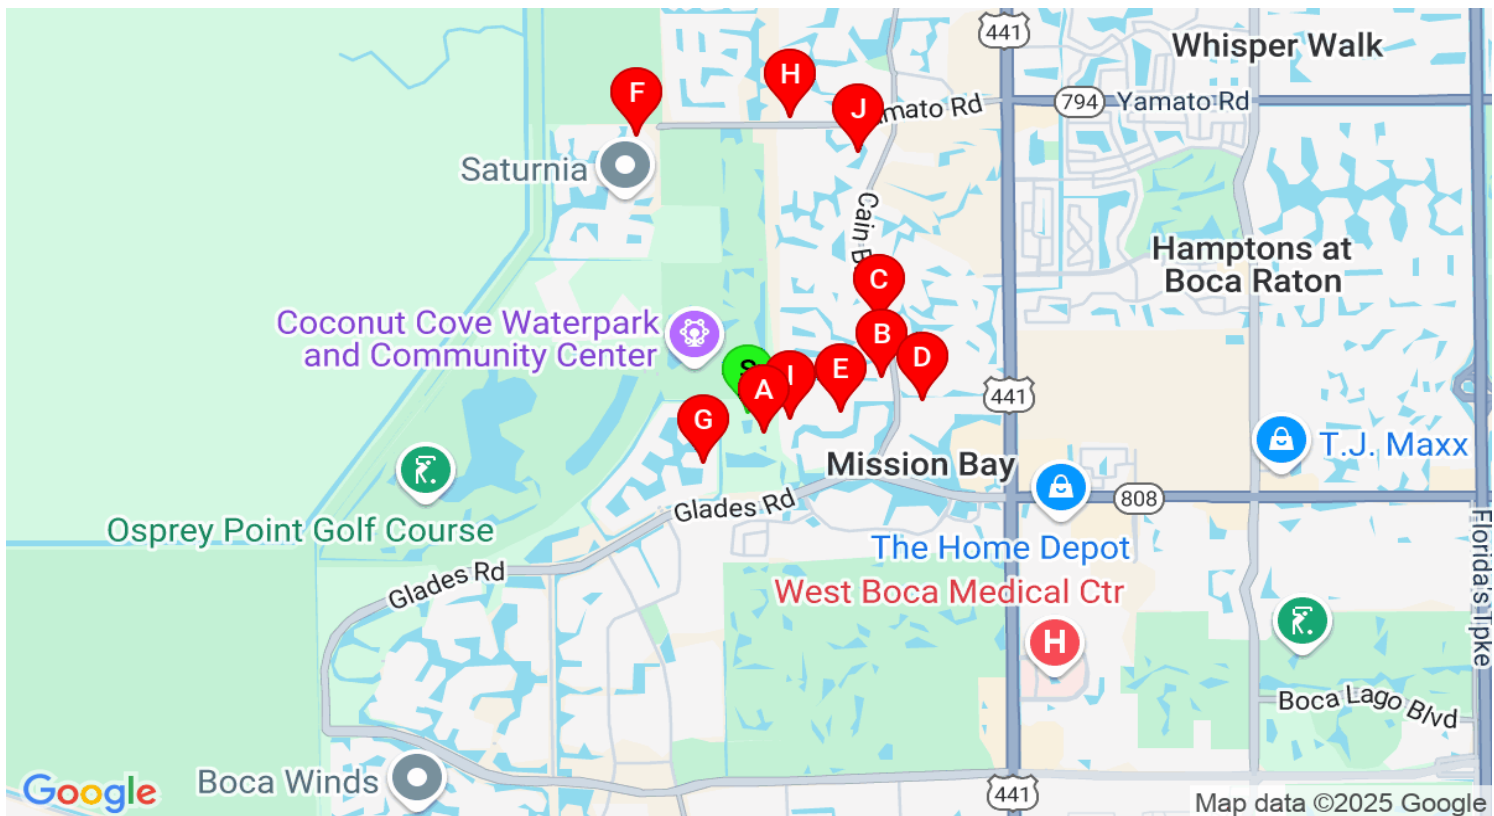 441
Whisper Walk
H
F
J
794
Yamato Rd
Yamato Rd
Saturnia
Cain B
Hamptons at
Boca Raton
C
Coconut Cove Waterpark
and Community Center
B
S
D
E
I
A
441
G
T.J. Maxx
Mission Bay
808
Glades Rd
Osprey Point Golf Course
The Home Depot
Florida's Tpke
Glades Rd
West Boca Medical Ctr
H
Boca Lago Blvd
Boca Winds
Google
441
Map data ©2025 Google